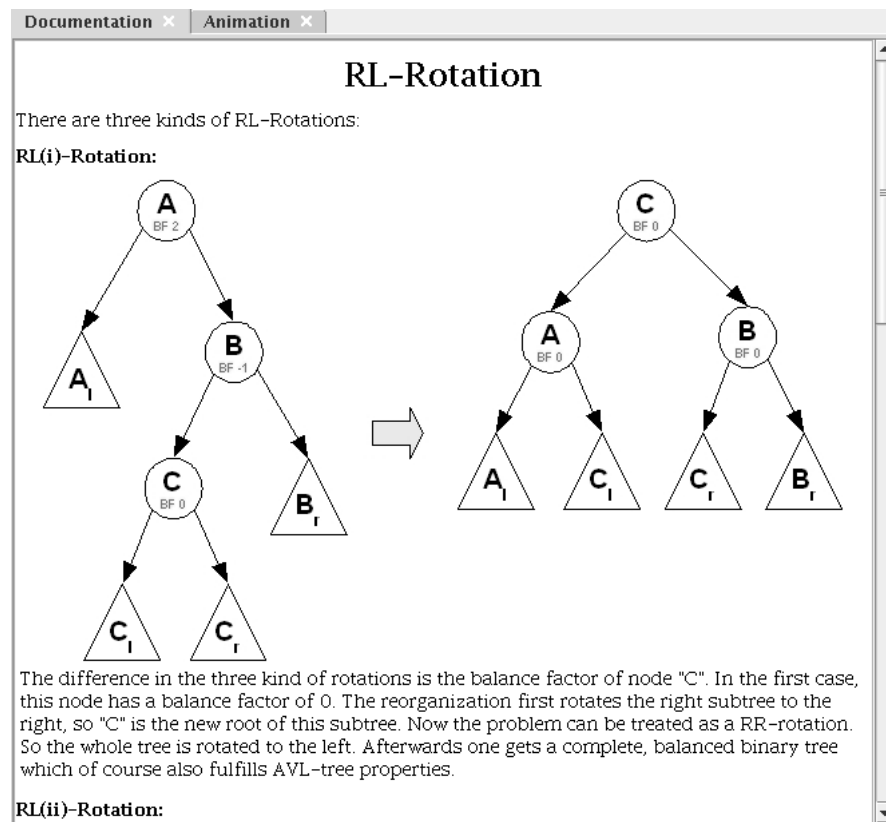 Documentation × Animation ×
RL-Rotation
There are three kinds of RL-Rotations:
RL(i)-Rotation:
A
BF 2
A l
B
BF -1
C
BF 0
B r
C l
C r
C
BF 0
A
BF 0
B
BF 0
A l
C l
C r
B r
The difference in the three kind of rotations is the balance factor of node "C". In the first case,
this node has a balance factor of 0. The reorganization first rotates the right subtree to the
right, so "C" is the new root of this subtree. Now the problem can be treated as a RR-rotation.
So the whole tree is rotated to the left. Afterwards one gets a complete, balanced binary tree
which of course also fulfills AVL-tree properties.
RL(ii)-Rotation: